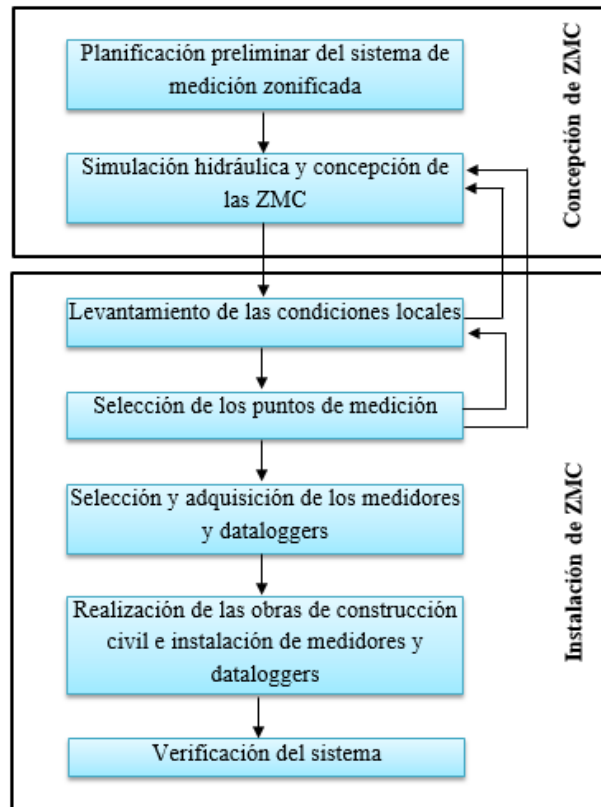 Planificación preliminar del sistema de
medición zonificada
Simulación hidráulica y concepción de
las ZMC
Concepción de ZMC
Levantamiento de las condiciones locales
Selección de los puntos de medición
Selección y adquisición de los medidores
y dataloggers
Realización de las obras de construcción
civil e instalación de medidores y
dataloggers
Verificación del sistema
Instalación de ZMC